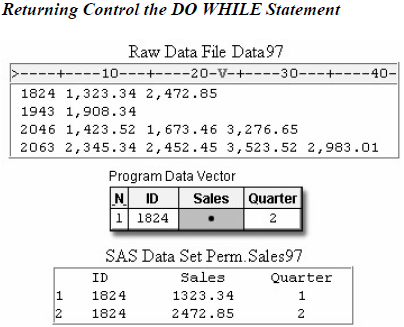 Returning Control the DO WHILE Statement
Raw Data File Data97
>----+----10---+----20-V-+----30---+----40-
1824 1,323.34 2,472.85
1943 1,908.34
2046 1,423.52 1,673.46 3,276.65
2063 2,345.34 2,452.45 3,523.52 2,983.01
Program Data Vector
_N_ ID Sales Quarter
1 1824 • 2
SAS Data Set Perm.Sales97
ID Sales Quarter
1 1824 1323.34 1
2 1824 2472.85 2